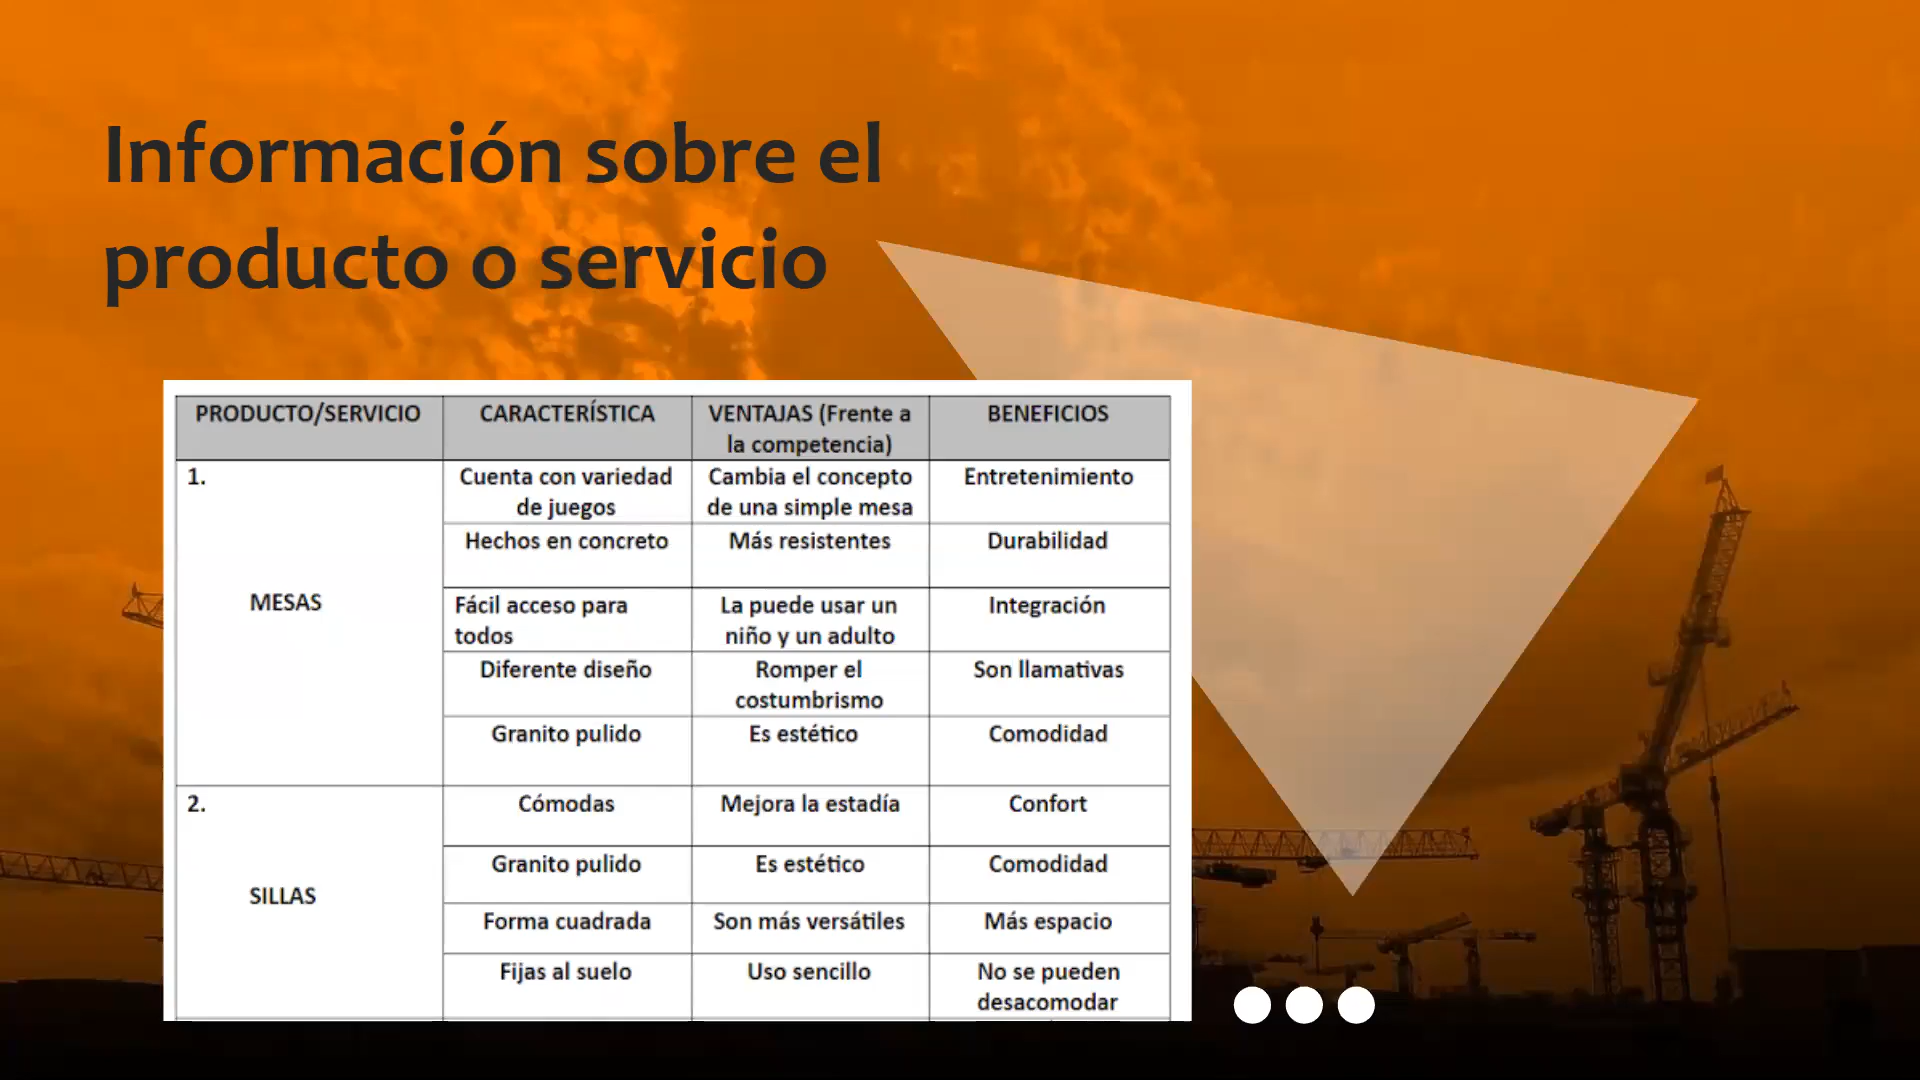 Información sobre el
producto o servicio
PRODUCTO/SERVICIO
CARACTERÍSTICA
VENTAJAS (Frente a
la competencia)
BENEFICIOS
1.
MESAS
Cuenta con variedad
de juegos
Cambia el concepto
de una simple mesa
Entretenimiento
Hechos en concreto
Más resistentes
Durabilidad
Fácil acceso para
todos
La puede usar un
niño y un adulto
Integración
Diferente diseño
Romper el
costumbrismo
Son llamativas
Granito pulido
Es estético
Comodidad
2.
SILLAS
Cómodas
Mejora la estadía
Confort
Granito pulido
Es estético
Comodidad
Forma cuadrada
Son más versátiles
Más espacio
Fijas al suelo
Uso sencillo
No se pueden
desacomodar